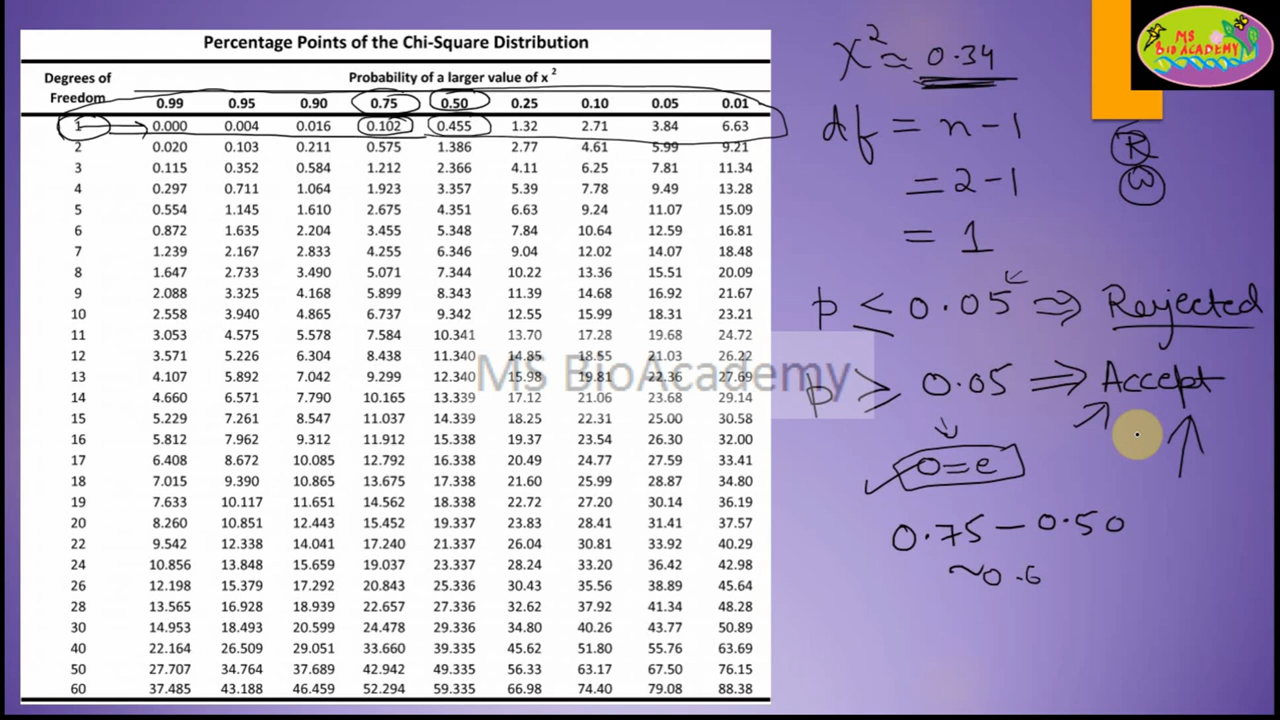 Percentage Points of the Chi-Square Distribution
Degrees of Freedom Probability of a larger value of x 2
0.99 0.95 0.90 0.75 0.50 0.25 0.10 0.05 0.01
1 0.000 0.004 0.016 0.102 0.455 1.32 2.71 3.84 6.63
2 0.020 0.103 0.211 0.575 1.386 2.77 4.61 5.99 9.21
3 0.115 0.352 0.584 1.212 2.366 4.11 6.25 7.81 11.34
4 0.297 0.711 1.064 1.923 3.357 5.39 7.78 9.49 13.28
5 0.554 1.145 1.610 2.675 4.351 6.63 9.24 11.07 15.09
6 0.872 1.635 2.204 3.455 5.348 7.84 10.64 12.59 16.81
7 1.239 2.167 2.833 4.255 6.346 9.04 12.02 14.07 18.48
8 1.647 2.733 3.490 5.071 7.344 10.22 13.36 15.51 20.09
9 2.088 3.325 4.168 5.899 8.343 11.39 14.68 16.92 21.67
10 2.558 3.940 4.865 6.737 9.342 12.55 15.99 18.31 23.21
11 3.053 4.575 5.578 7.584 10.341 13.70 17.28 19.68 24.72
12 3.571 5.226 6.304 8.438 11.340 14.85 18.55 21.03 26.22
13 4.107 5.892 7.042 9.299 12.340 15.98 19.81 22.36 27.69
14 4.660 6.571 7.790 10.165 13.339 17.12 21.06 23.68 29.14
15 5.229 7.261 8.547 11.037 14.339 18.25 22.31 25.00 30.58
16 5.812 7.962 9.312 11.912 15.338 19.37 23.54 26.30 32.00
17 6.408 8.672 10.085 12.792 16.338 20.49 24.77 27.59 33.41
18 7.015 9.390 10.865 13.675 17.338 21.60 25.99 28.87 34.80
19 7.633 10.117 11.651 14.562 18.338 22.72 27.20 30.14 36.19
20 8.260 10.851 12.443 15.452 19.337 23.83 28.41 31.41 37.57
22 9.542 12.338 14.041 17.240 21.337 26.04 30.81 33.92 40.29
24 10.856 13.848 15.659 19.037 23.337 28.24 33.20 36.42 42.98
26 12.198 15.379 17.292 20.843 25.336 30.43 35.56 38.89 45.64
28 13.565 16.928 18.939 22.657 27.336 32.62 37.92 41.34 48.28
30 14.953 18.493 20.599 24.478 29.336 34.80 40.26 43.77 50.89
40 22.164 26.509 29.051 33.660 39.335 45.62 51.80 55.76 63.69
50 27.707 34.764 37.689 42.942 49.335 56.33 63.17 67.50 76.15
60 37.485 43.188 46.459 52.294 59.335 66.98 74.40 79.08 88.38
MS BioAcademy
χ² ≈ 0.34
df = n-1
= 2-1
= 1
R
W
p ≤ 0.05 ⇒ Rejected
p ≥ 0.05 ⇒ Accept
o=e
0.75 - 0.50
~0.6
MS
BIO ACADEMY